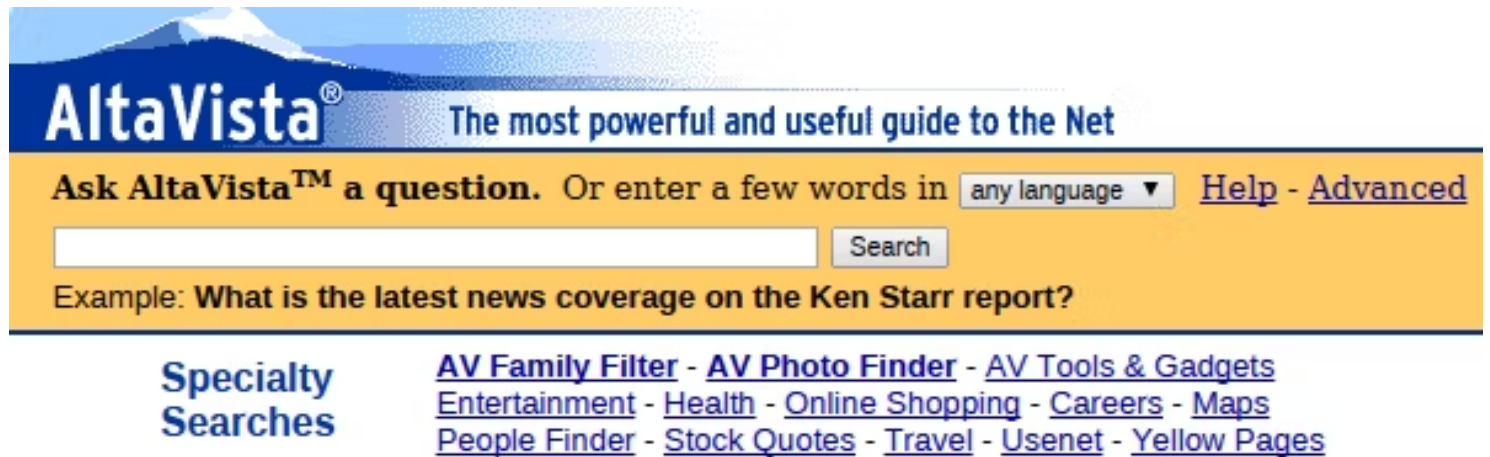 AltaVista® The most powerful and useful guide to the Net
Ask AltaVista™ a question. Or enter a few words in any language ▼ Help - Advanced
Search
Example: What is the latest news coverage on the Ken Starr report?
Specialty Searches
AV Family Filter - AV Photo Finder - AV Tools & Gadgets
Entertainment - Health - Online Shopping - Careers - Maps
People Finder - Stock Quotes - Travel - Usenet - Yellow Pages